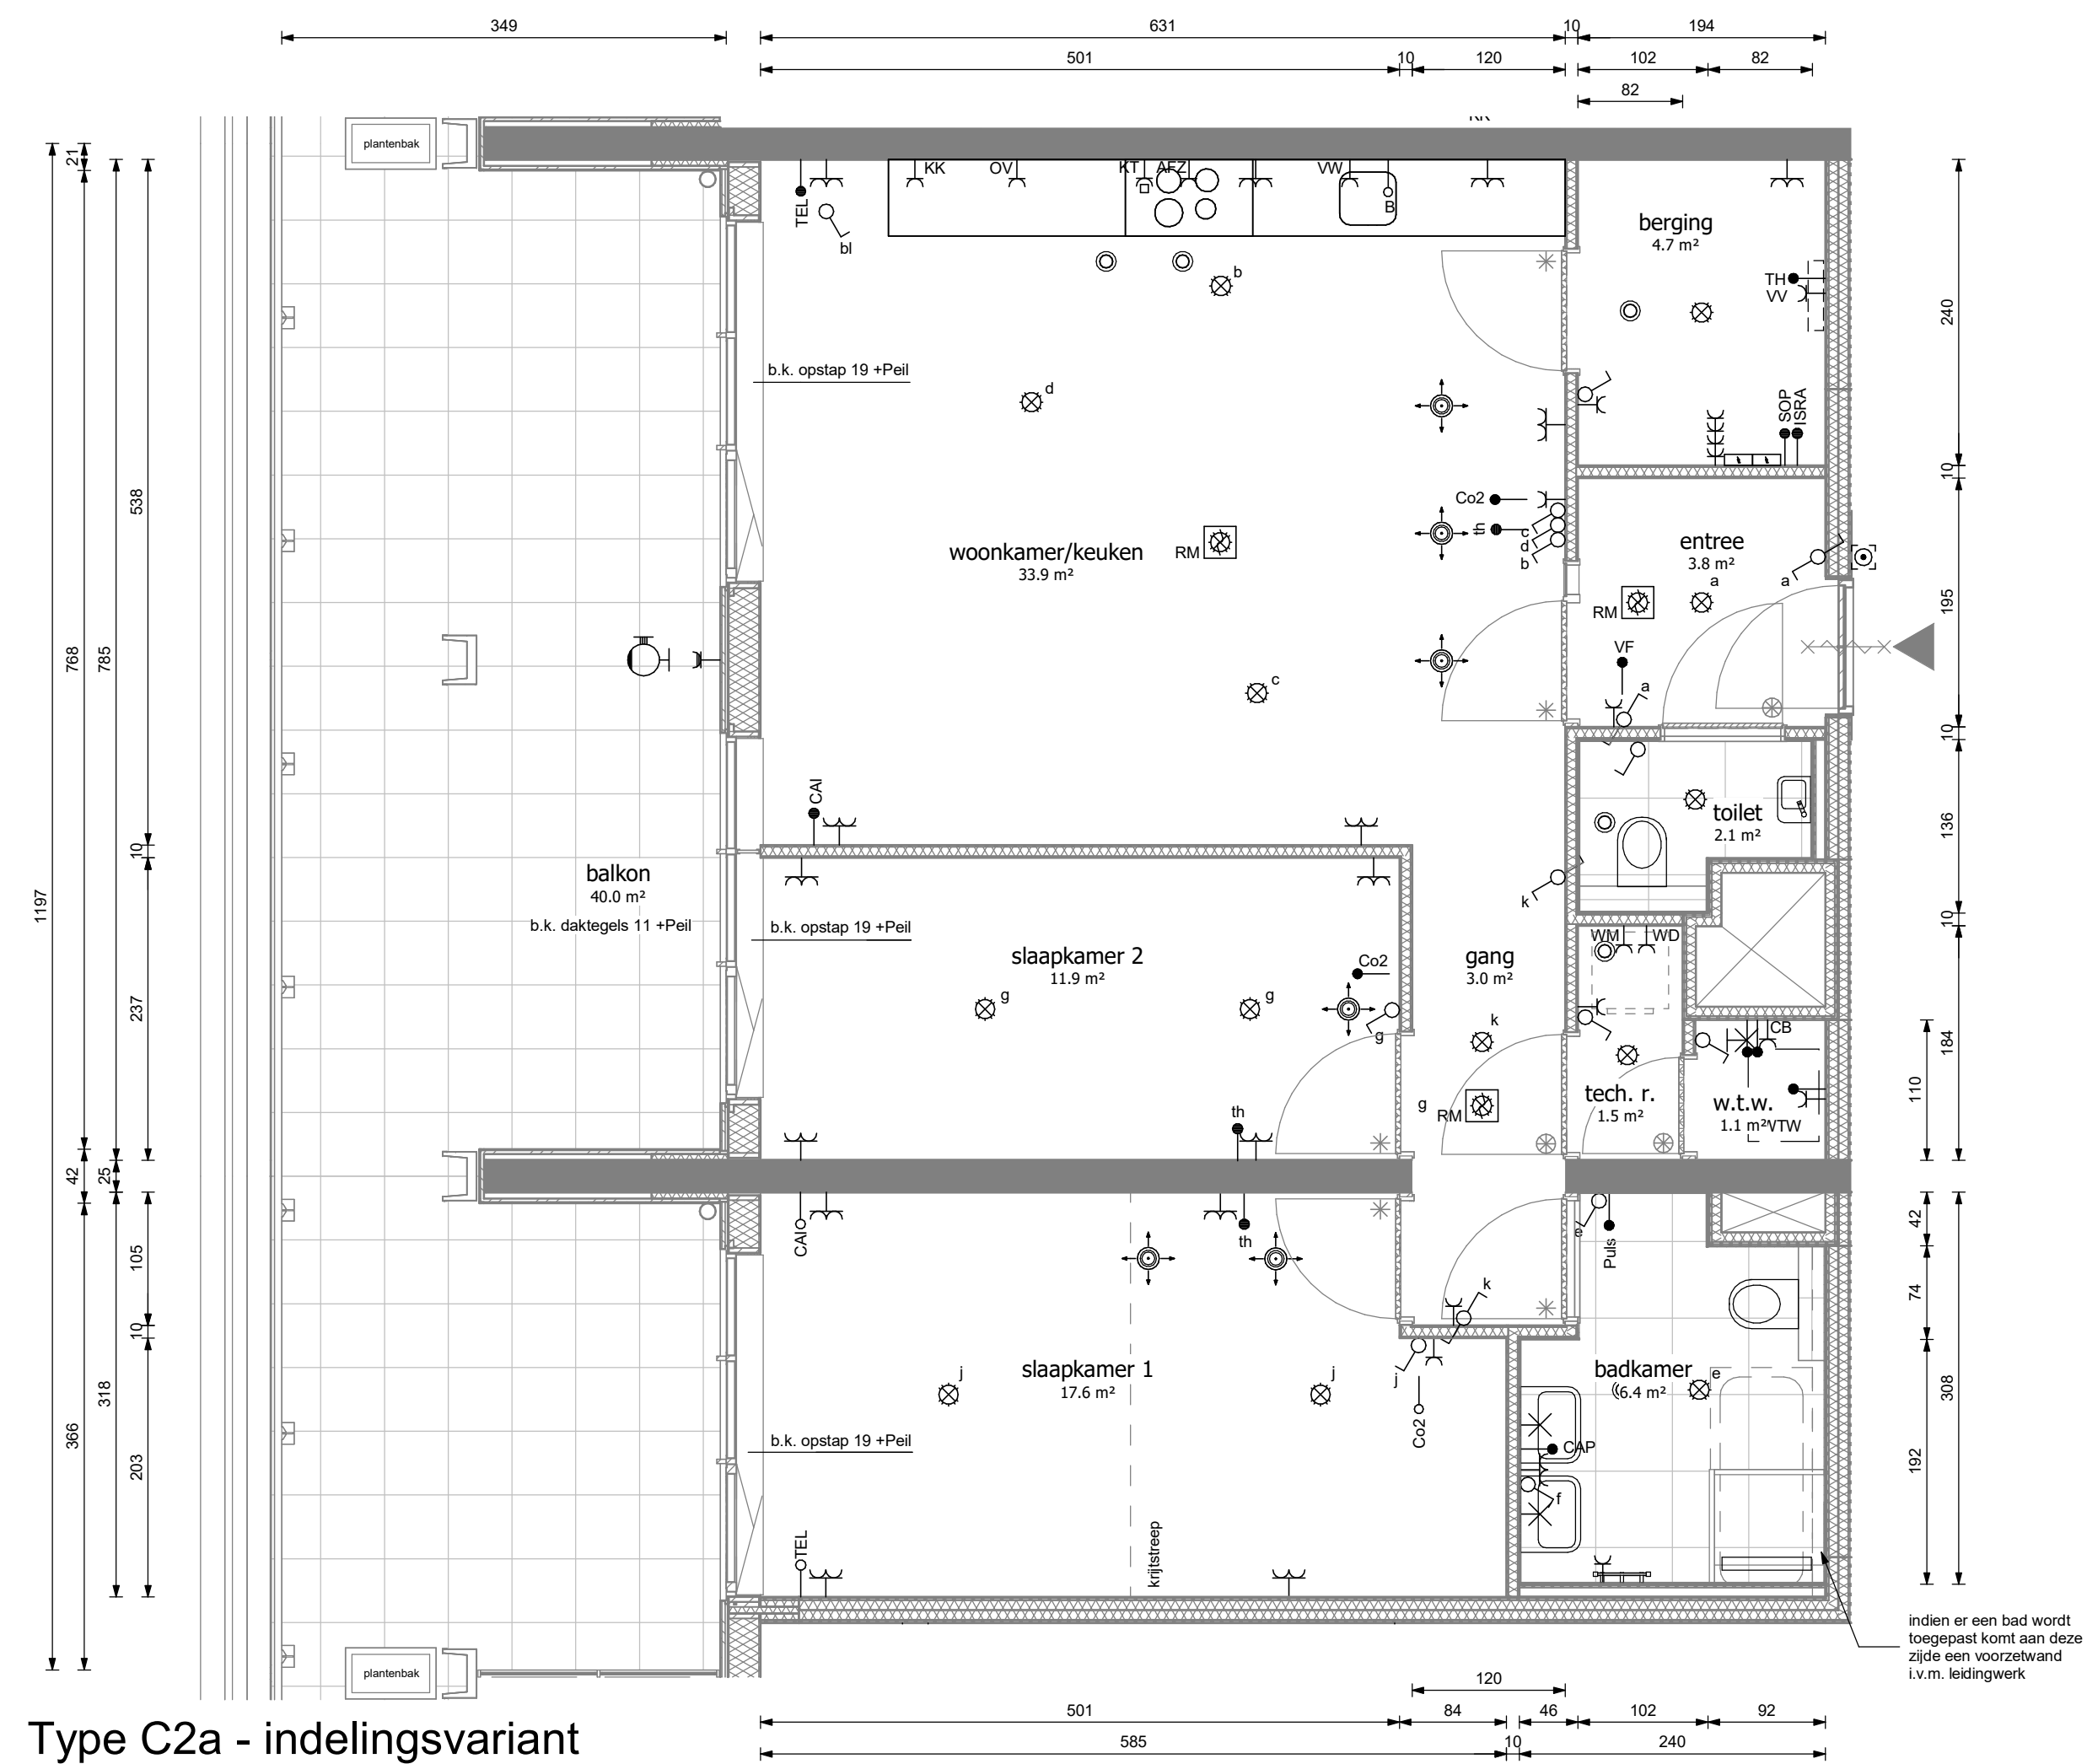 349
631
10
194
501
10
120
102
82
82
plantenbak
KK
OV
KT
AFZ
VW
B
TEL
bl
b
berging
4.7 m²
TH
VV
SOP
ISRA
b.k. opstap 19 +Peil
d
Co2
th
c
d
b
woonkamer/keuken
33.9 m²
RM
entree
3.8 m²
a
a
RM
VF
a
c
CAI
toilet
2.1 m²
k
balkon
40.0 m²
b.k. daktegels 11 +Peil
b.k. opstap 19 +Peil
slaapkamer 2
11.9 m²
g
g
Co2
g
th
gang
3.0 m²
k
g
RM
WM
WD
tech. r.
1.5 m²
CB
w.t.w.
1.1 m²
WTW
CAI
th
e
Puls
k
slaapkamer 1
17.6 m²
j
j
j
Co2
badkamer
6.4 m²
e
CAP
f
b.k. opstap 19 +Peil
TEL
krijtstreep
plantenbak
indien er een bad wordt
toegepast komt aan deze
zijde een voorzetwand
i.v.m. leidingwerk
1197
21
768
42
366
785
25
318
538
10
237
105
10
203
240
10
195
10
136
10
184
110
42
74
192
308
120
501
84
46
102
92
585
10
240
Type C2a - indelingsvariant